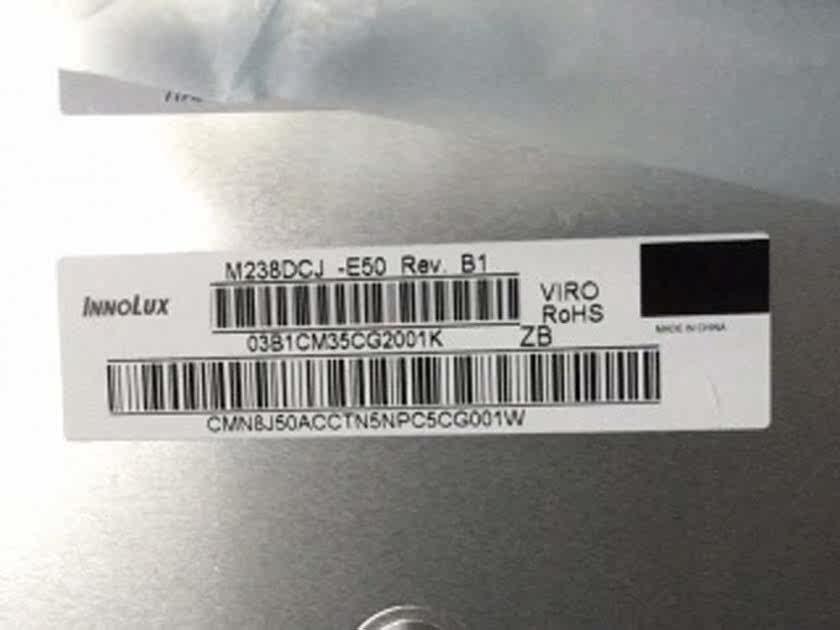 M238DCJ -E50 Rev. B1
INNOLUX
VIRO
RoHS
03B1CM35CG2001K
ZB
MADE IN CHINA
CMN8J50ACCTN5NPC5CG001W